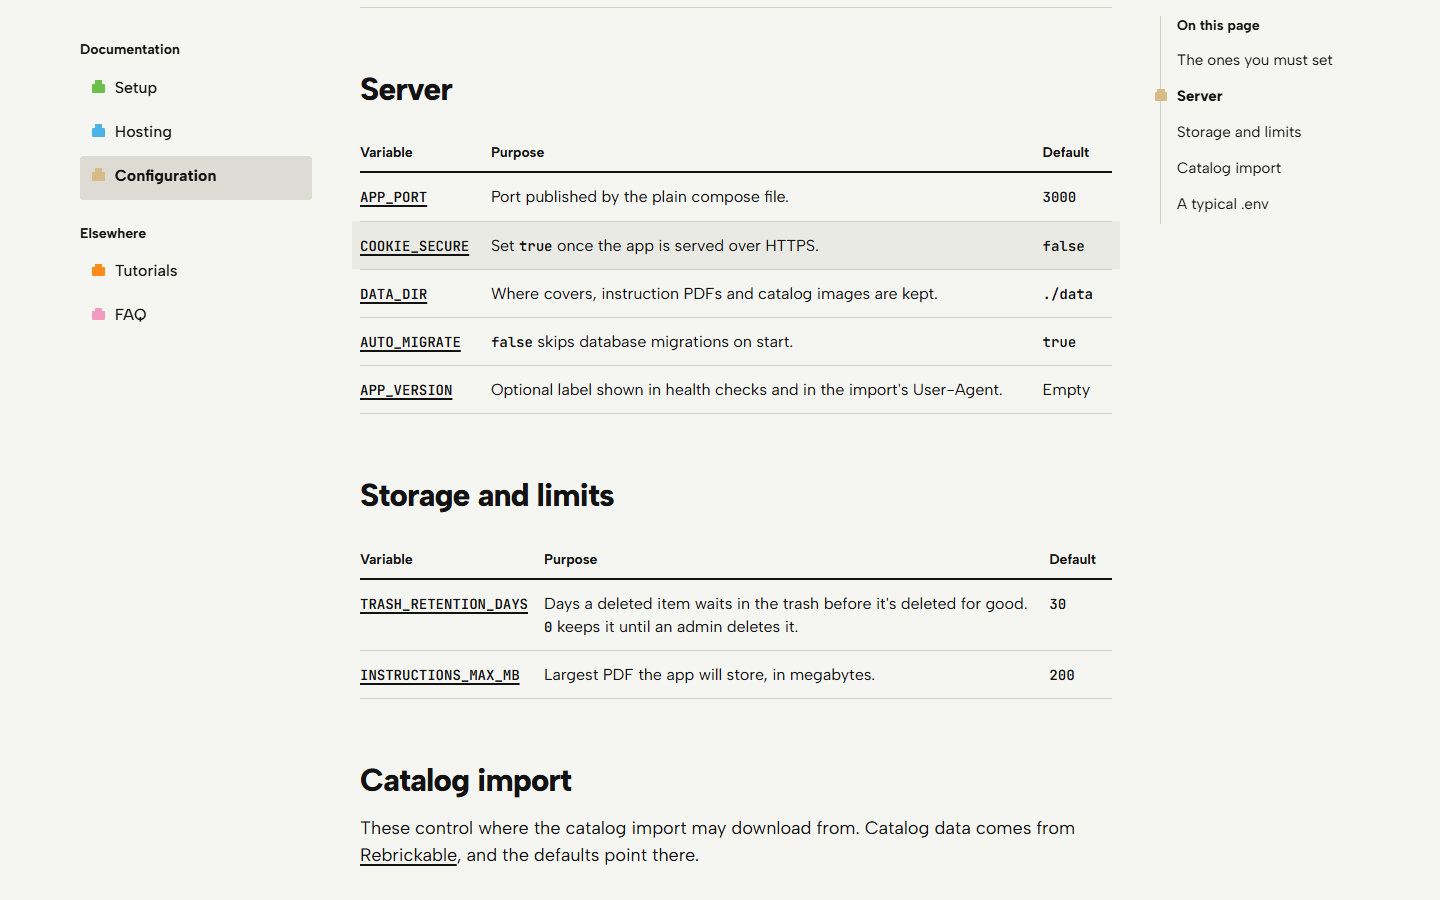 Documentation
Setup
Hosting
Configuration
Elsewhere
Tutorials
FAQ
Server
Variable Purpose Default
APP_PORT Port published by the plain compose file. 3000
COOKIE_SECURE Set true once the app is served over HTTPS. false
DATA_DIR Where covers, instruction PDFs and catalog images are kept. ./data
AUTO_MIGRATE false skips database migrations on start. true
APP_VERSION Optional label shown in health checks and in the import's User-Agent. Empty
Storage and limits
Variable Purpose Default
TRASH_RETENTION_DAYS Days a deleted item waits in the trash before it's deleted for good. 30
0 keeps it until an admin deletes it.
INSTRUCTIONS_MAX_MB Largest PDF the app will store, in megabytes. 200
Catalog import
These control where the catalog import may download from. Catalog data comes from
Rebrickable, and the defaults point there.
On this page
The ones you must set
Server
Storage and limits
Catalog import
A typical .env